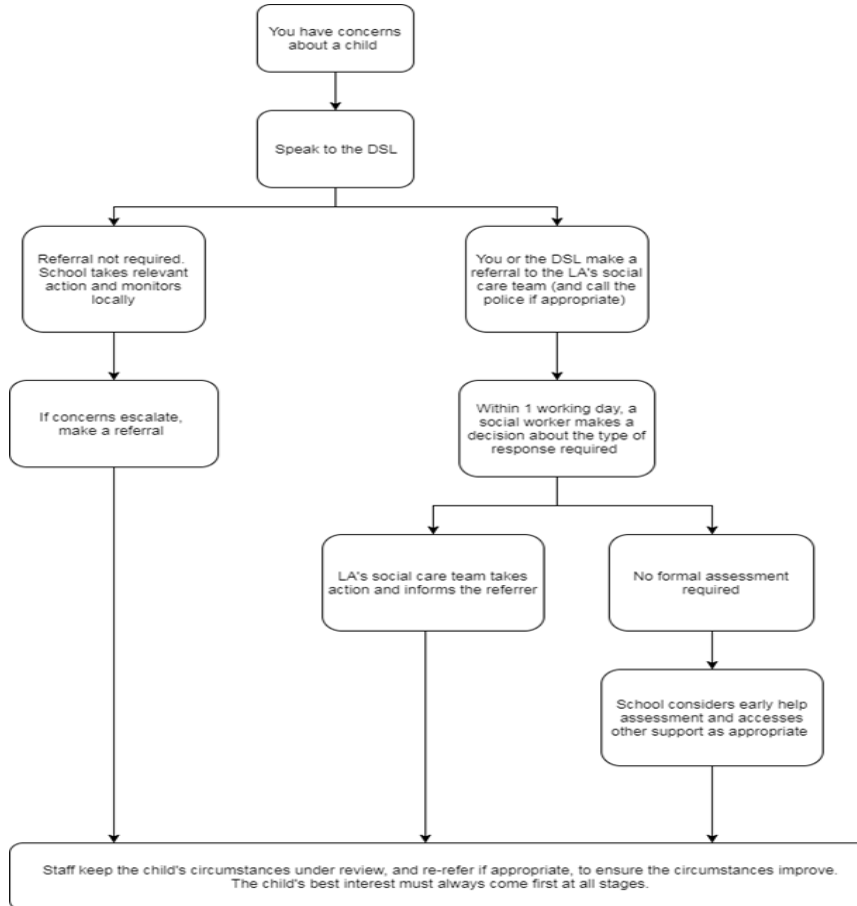 You have concerns
about a child
Speak to the DSL
Referral not required.
School takes relevant
action and monitors
locally
You or the DSL make a
referral to the LA's social
care team (and call the
police if appropriate)
If concerns escalate,
make a referral
Within 1 working day, a
social worker makes a
decision about the type of
response required
LA's social care team takes
action and informs the referrer
No formal assessment
required
School considers early help
assessment and accesses
other support as appropriate
Staff keep the child's circumstances under review, and re-refer if appropriate, to ensure the circumstances improve.
The child's best interest must always come first at all stages.